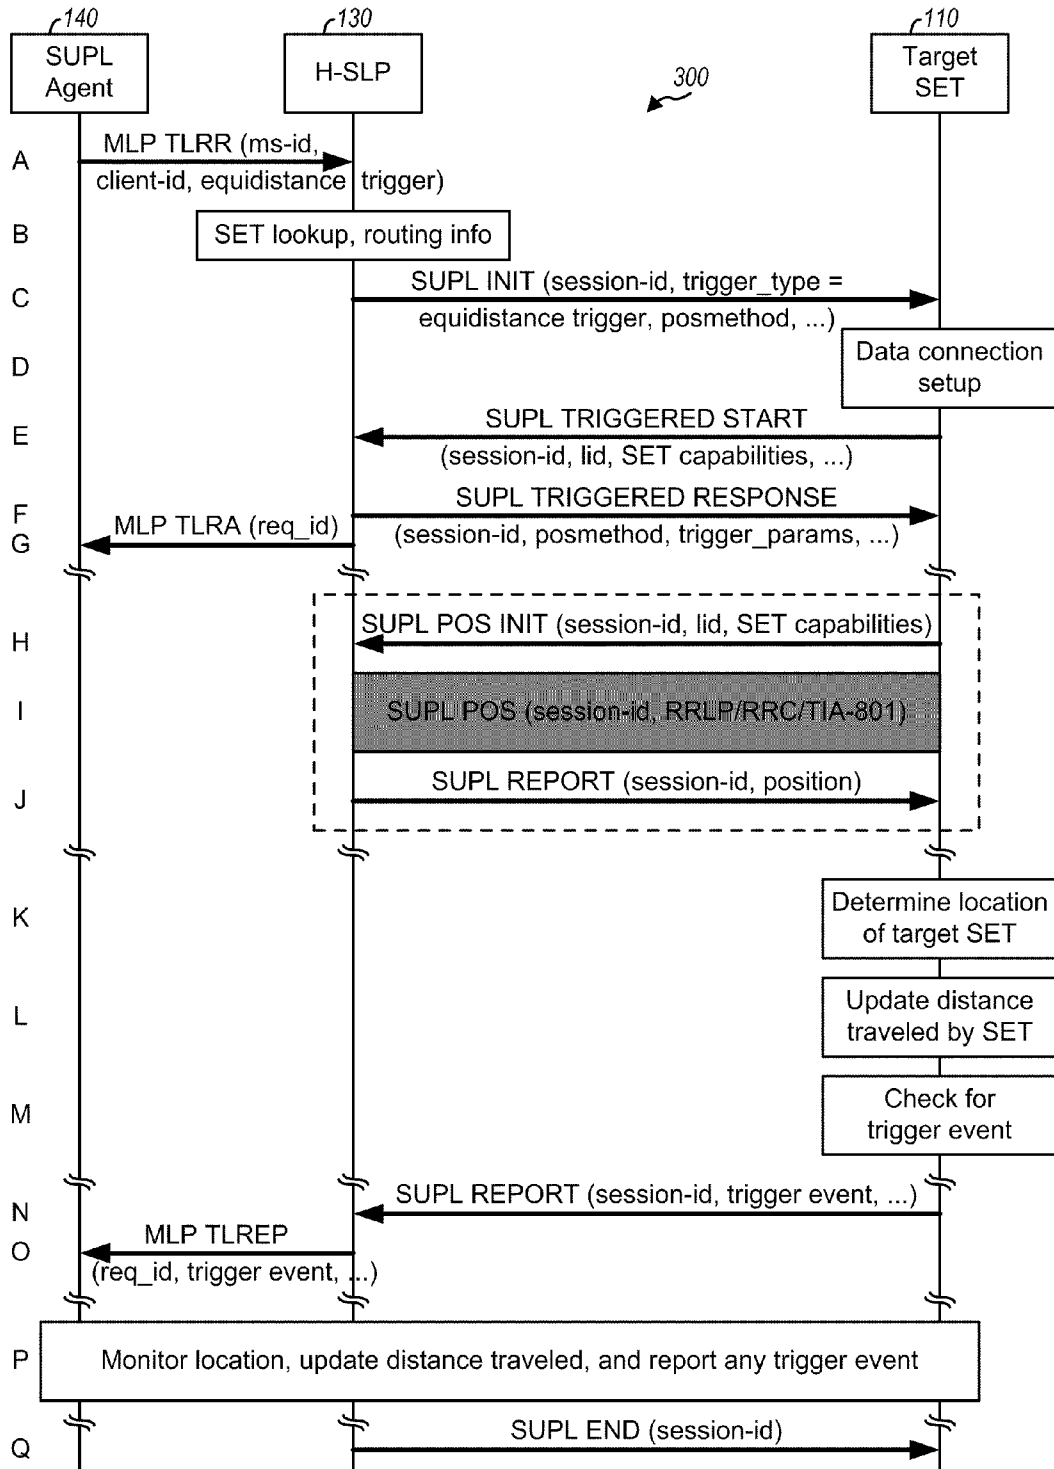 140
130
110
SUPL
Agent
H-SLP
Target
SET
300
A
MLP TLRR (ms-id,
client-id, equidistance trigger)
B
SET lookup, routing info
C
SUPL INIT (session-id, trigger_type =
equidistance trigger, posmethod, ...)
D
Data connection
setup
E
SUPL TRIGGERED START
(session-id, lid, SET capabilities, ...)
F
SUPL TRIGGERED RESPONSE
(session-id, posmethod, trigger_params, ...)
G
MLP TLRA (req_id)
H
SUPL POS INIT (session-id, lid, SET capabilities)
I
SUPL POS (session-id, RRLP/RRC/TIA-801)
J
SUPL REPORT (session-id, position)
K
Determine location
of target SET
L
Update distance
traveled by SET
M
Check for
trigger event
N
SUPL REPORT (session-id, trigger event, ...)
O
MLP TLREP
(req_id, trigger event, ...)
P
Monitor location, update distance traveled, and report any trigger event
Q
SUPL END (session-id)